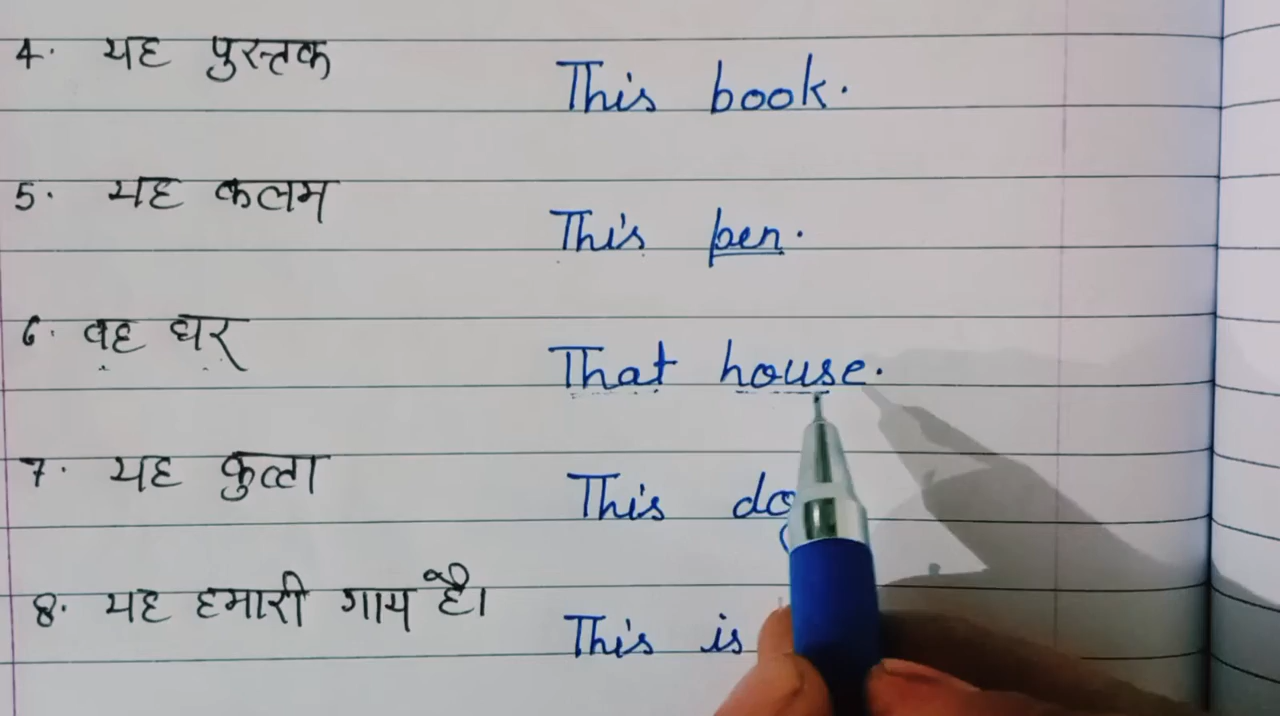 4. यह पुस्तक This book.
5. यह कलम This pen.
6. वह घर This house.
7. यह कुत्ता This
8. यह हमारी गाय है। This is